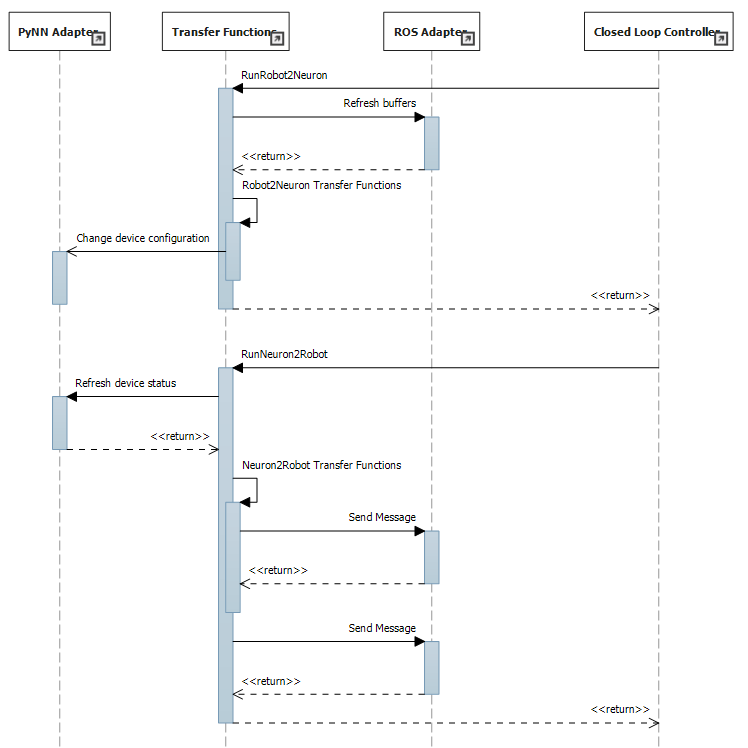 PyNN Adapter
Transfer Functions
ROS Adapter
Closed Loop Controller
RunRobot2Neuron
Refresh buffers
<<return>>
Robot2Neuron Transfer Functions
Change device configuration
<<return>>
RunNeuron2Robot
Refresh device status
<<return>>
Neuron2Robot Transfer Functions
Send Message
<<return>>
Send Message
<<return>>
<<return>>